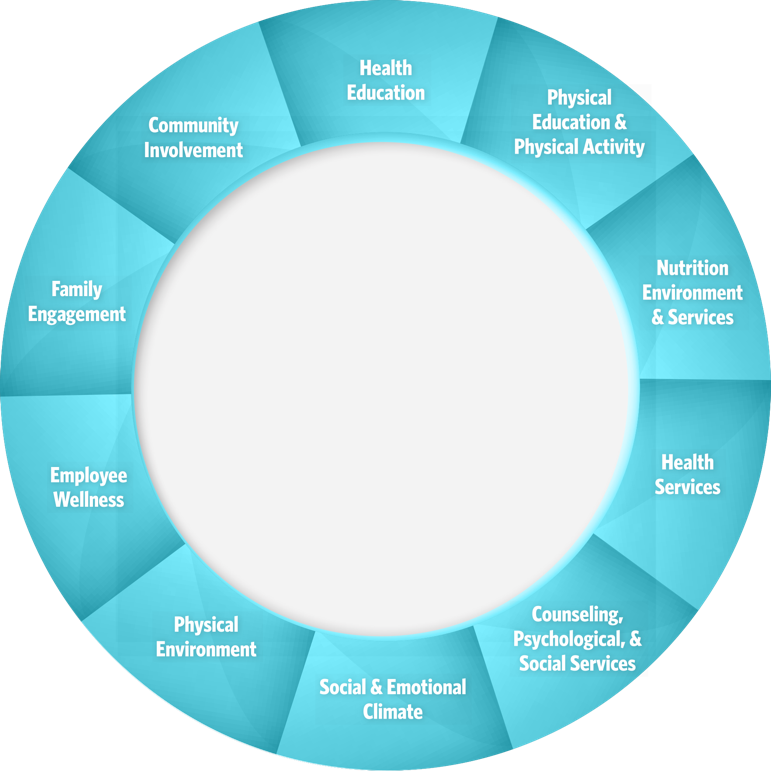 Health
Education
Physical
Education &
Physical Activity
Nutrition
Environment
& Services
Health
Services
Counseling,
Psychological, &
Social Services
Social & Emotional
Climate
Physical
Environment
Employee
Wellness
Family
Engagement
Community
Involvement